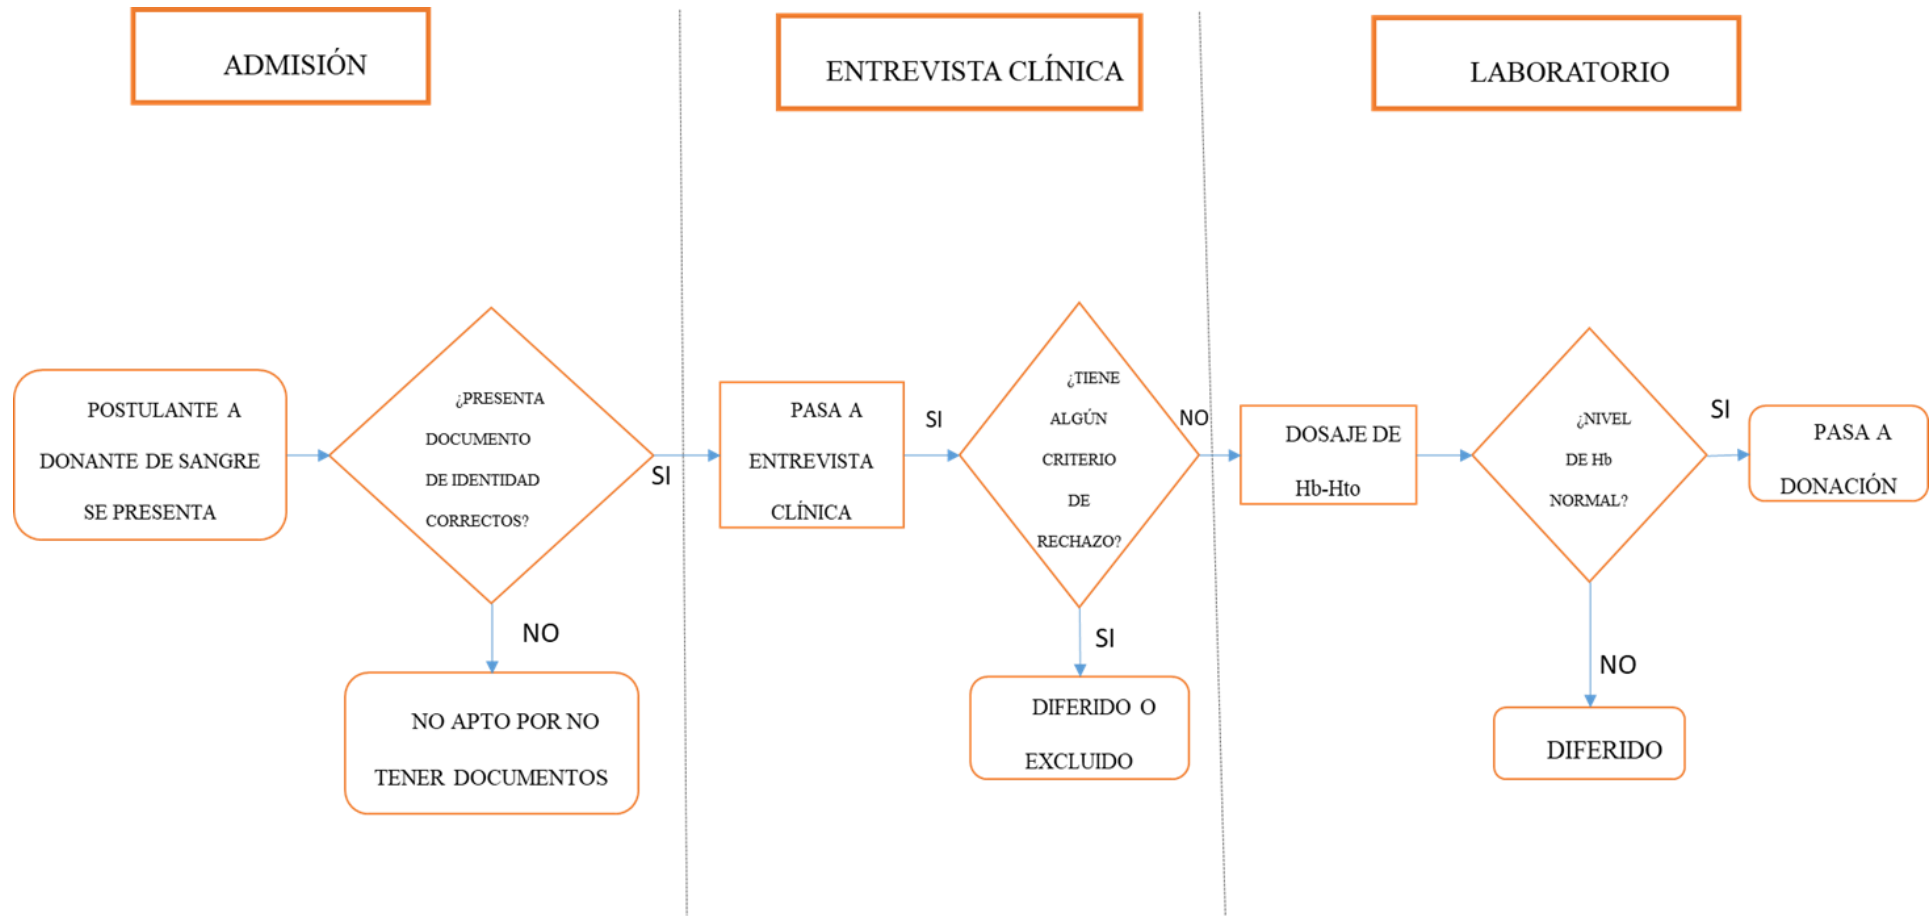 ADMISIÓN
ENTREVISTA CLÍNICA
LABORATORIO
POSTULANTE A
DONANTE DE SANGRE
SE PRESENTA
¿PRESENTA
DOCUMENTO
DE IDENTIDAD
CORRECTOS?
SI
NO
NO APTO POR NO
TENER DOCUMENTOS
PASA A
ENTREVISTA
CLÍNICA
SI
¿TIENE
ALGÚN
CRITERIO
DE
RECHAZO?
NO
SI
DIFERIDO O
EXCLUIDO
DOSAJE DE
Hb-Hto
¿NIVEL
DE Hb
NORMAL?
SI
PASA A
DONACIÓN
NO
DIFERIDO